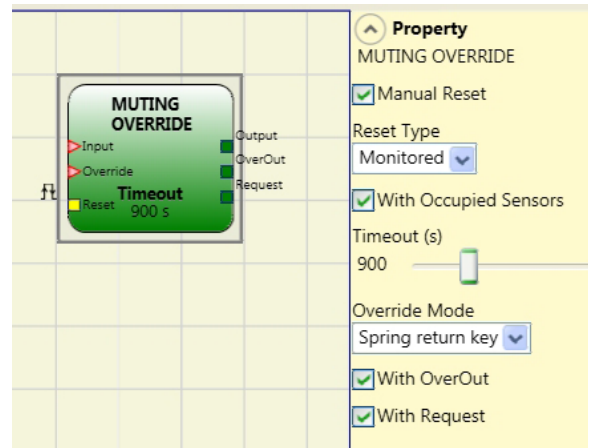 MUTING
OVERRIDE
Input
Override
Reset
Timeout
900 s
Output
OverOut
Request
Property
MUTING OVERRIDE
Manual Reset
Reset Type
Monitored
With Occupied Sensors
Timeout (s)
900
Override Mode
Spring return key
With OverOut
With Request